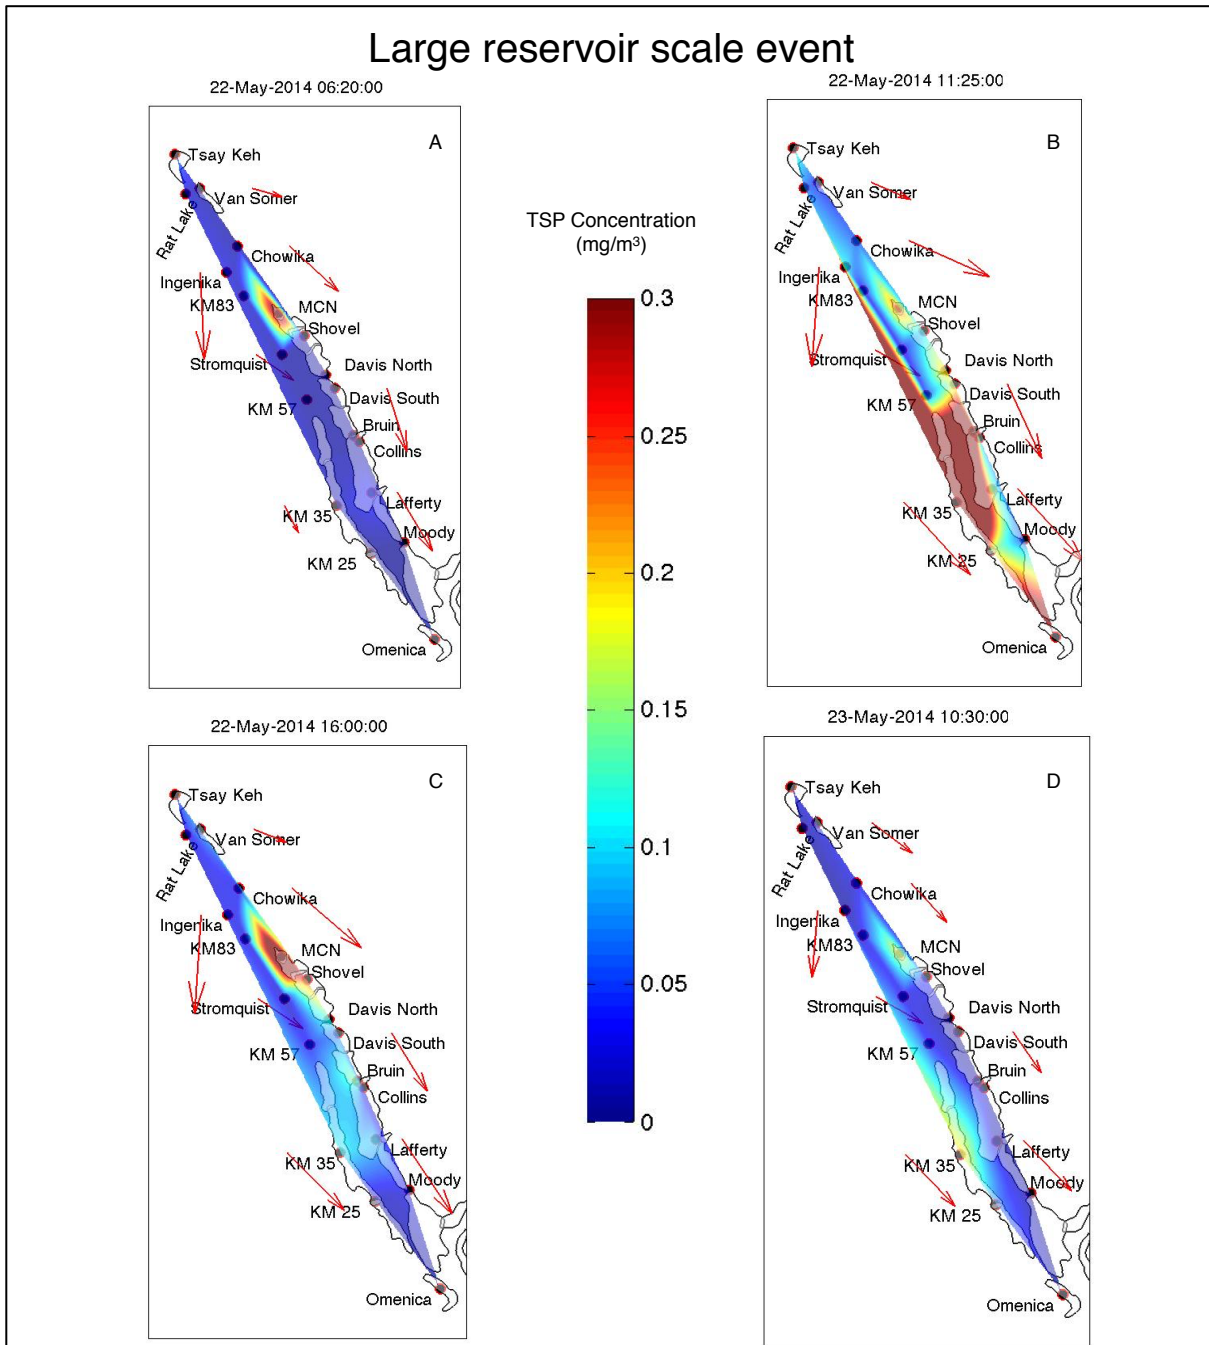 Large reservoir scale event
22-May-2014 06:20:00
A
Tsay Keh
Van Somer
Rat Lake
Chowika
Ingenika
KM83
MCN
Shovel
Stromquist
Davis North
Davis South
KM 57
Bruin
Collins
Lafferty
KM 35
Moody
KM 25
Omenica
22-May-2014 11:25:00
B
Tsay Keh
Van Somer
Rat Lake
Chowika
Ingenika
KM83
MCN
Shovel
Stromquist
Davis North
Davis South
KM 57
Bruin
Collins
Lafferty
KM 35
Moody
KM 25
Omenica
TSP Concentration
(mg/m³)
0.3
0.25
0.2
0.15
0.1
0.05
0
22-May-2014 16:00:00
C
Tsay Keh
Van Somer
Rat Lake
Chowika
Ingenika
KM83
MCN
Shovel
Stromquist
Davis North
Davis South
KM 57
Bruin
Collins
Lafferty
KM 35
Moody
KM 25
Omenica
23-May-2014 10:30:00
D
Tsay Keh
Van Somer
Rat Lake
Chowika
Ingenika
KM83
MCN
Shovel
Stromquist
Davis North
Davis South
KM 57
Bruin
Collins
Lafferty
KM 35
Moody
KM 25
Omenica